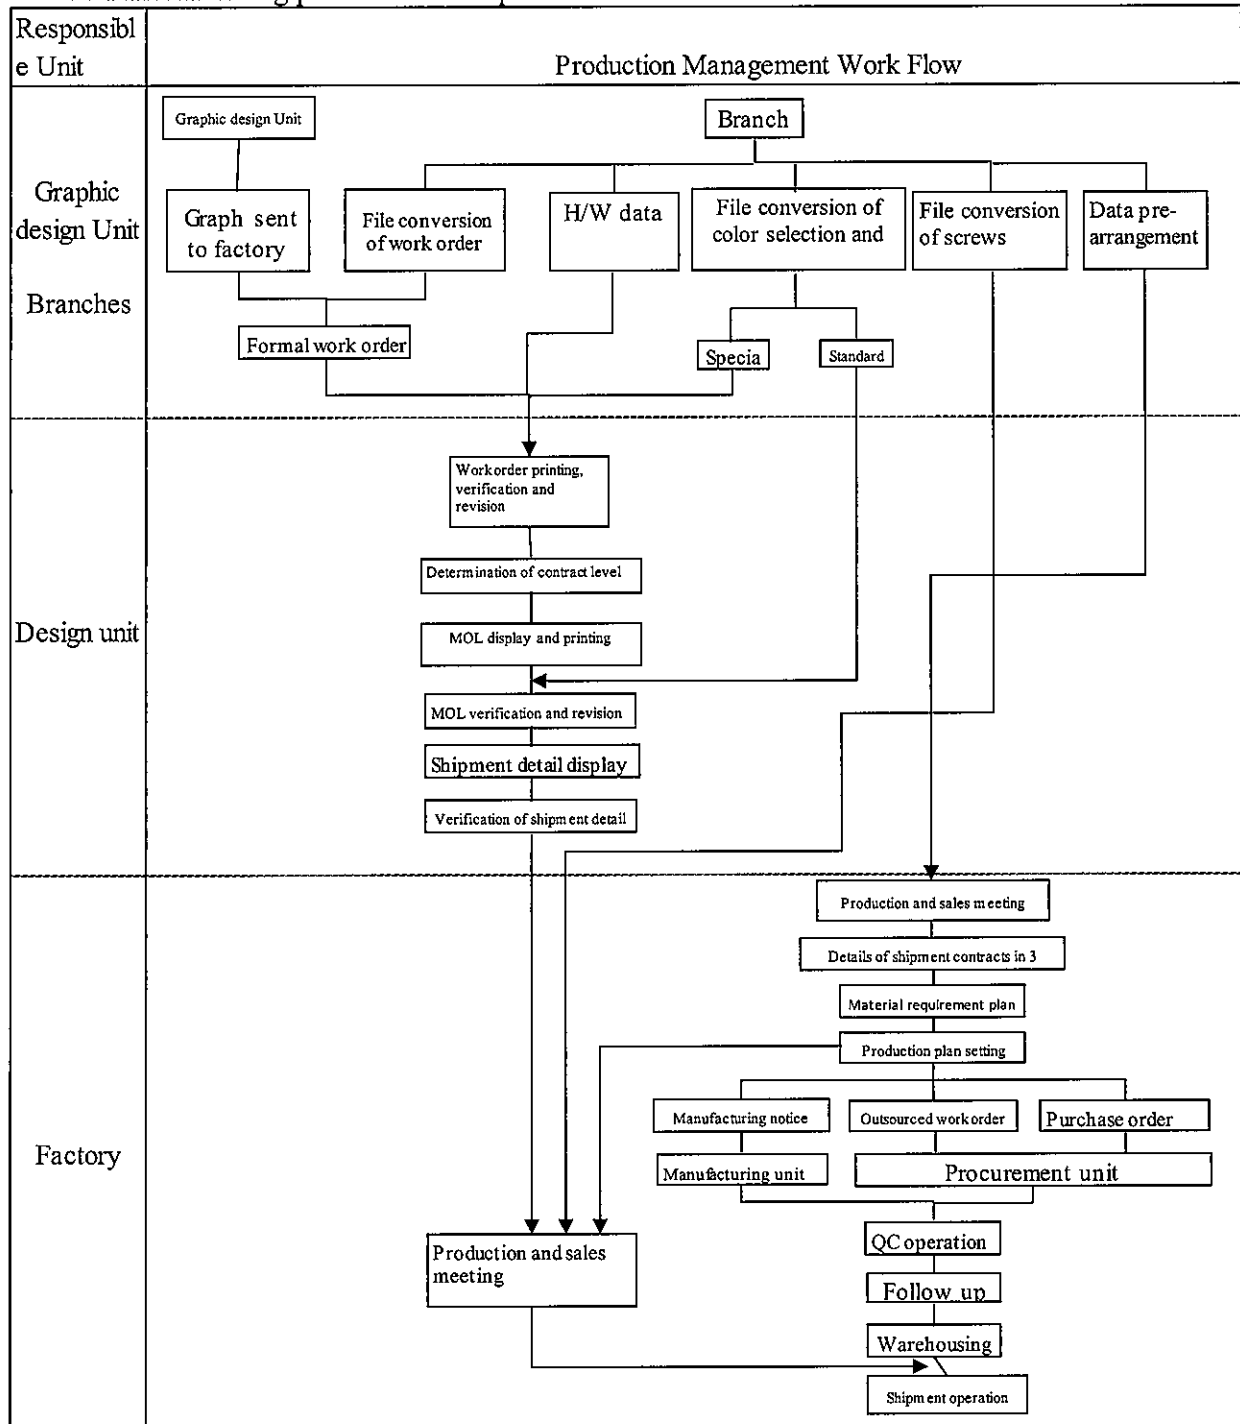 Responsibl
e Unit
Production Management Work Flow
Graphic
design Unit
Branches
Graphic design Unit
Branch
Graph sent
to factory
File conversion
of work order
H/W data
File conversion of
color selection and
File conversion
of screws
Data pre-
arrangement
Formal work order
Specia
Standard
Design unit
Workorder printing,
verification and
revision
Determination of contract level
MOL display and printing
MOL verification and revision
Shipment detail display
Verification of shipment detail
Factory
Production and sales meeting
Details of shipment contracts in 3
Material requirement plan
Production plan setting
Manufacturing notice
Outsourced work order
Purchase order
Manufacturing unit
Procurement unit
Production and sales
meeting
QC operation
Follow up
Warehousing
Shipment operation